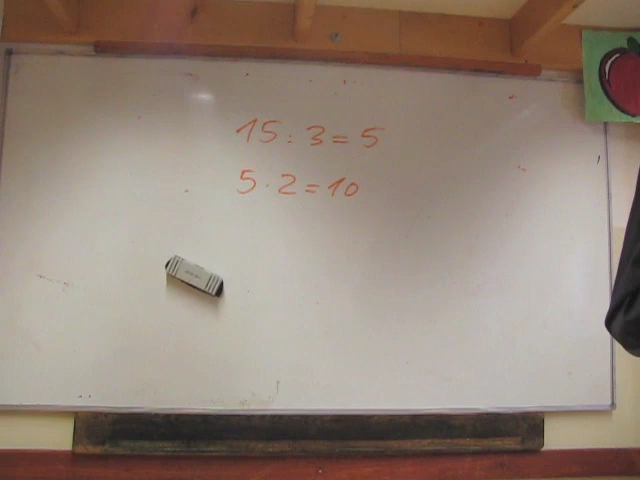 15 : 3 = 5
5 · 2 = 10